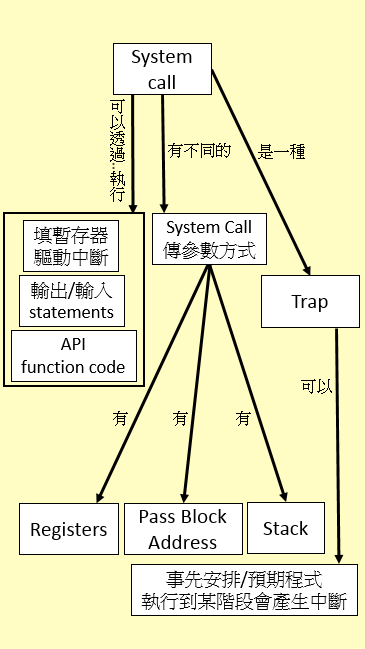 System
call
可以透過...執行
有不同的
是一種
填暫存器
驅動中斷
輸出/輸入
statements
API
function code
System Call
傳參數方式
Trap
可以
有
有
有
Registers
Pass Block
Address
Stack
事先安排/預期程式
執行到某階段會產生中斷